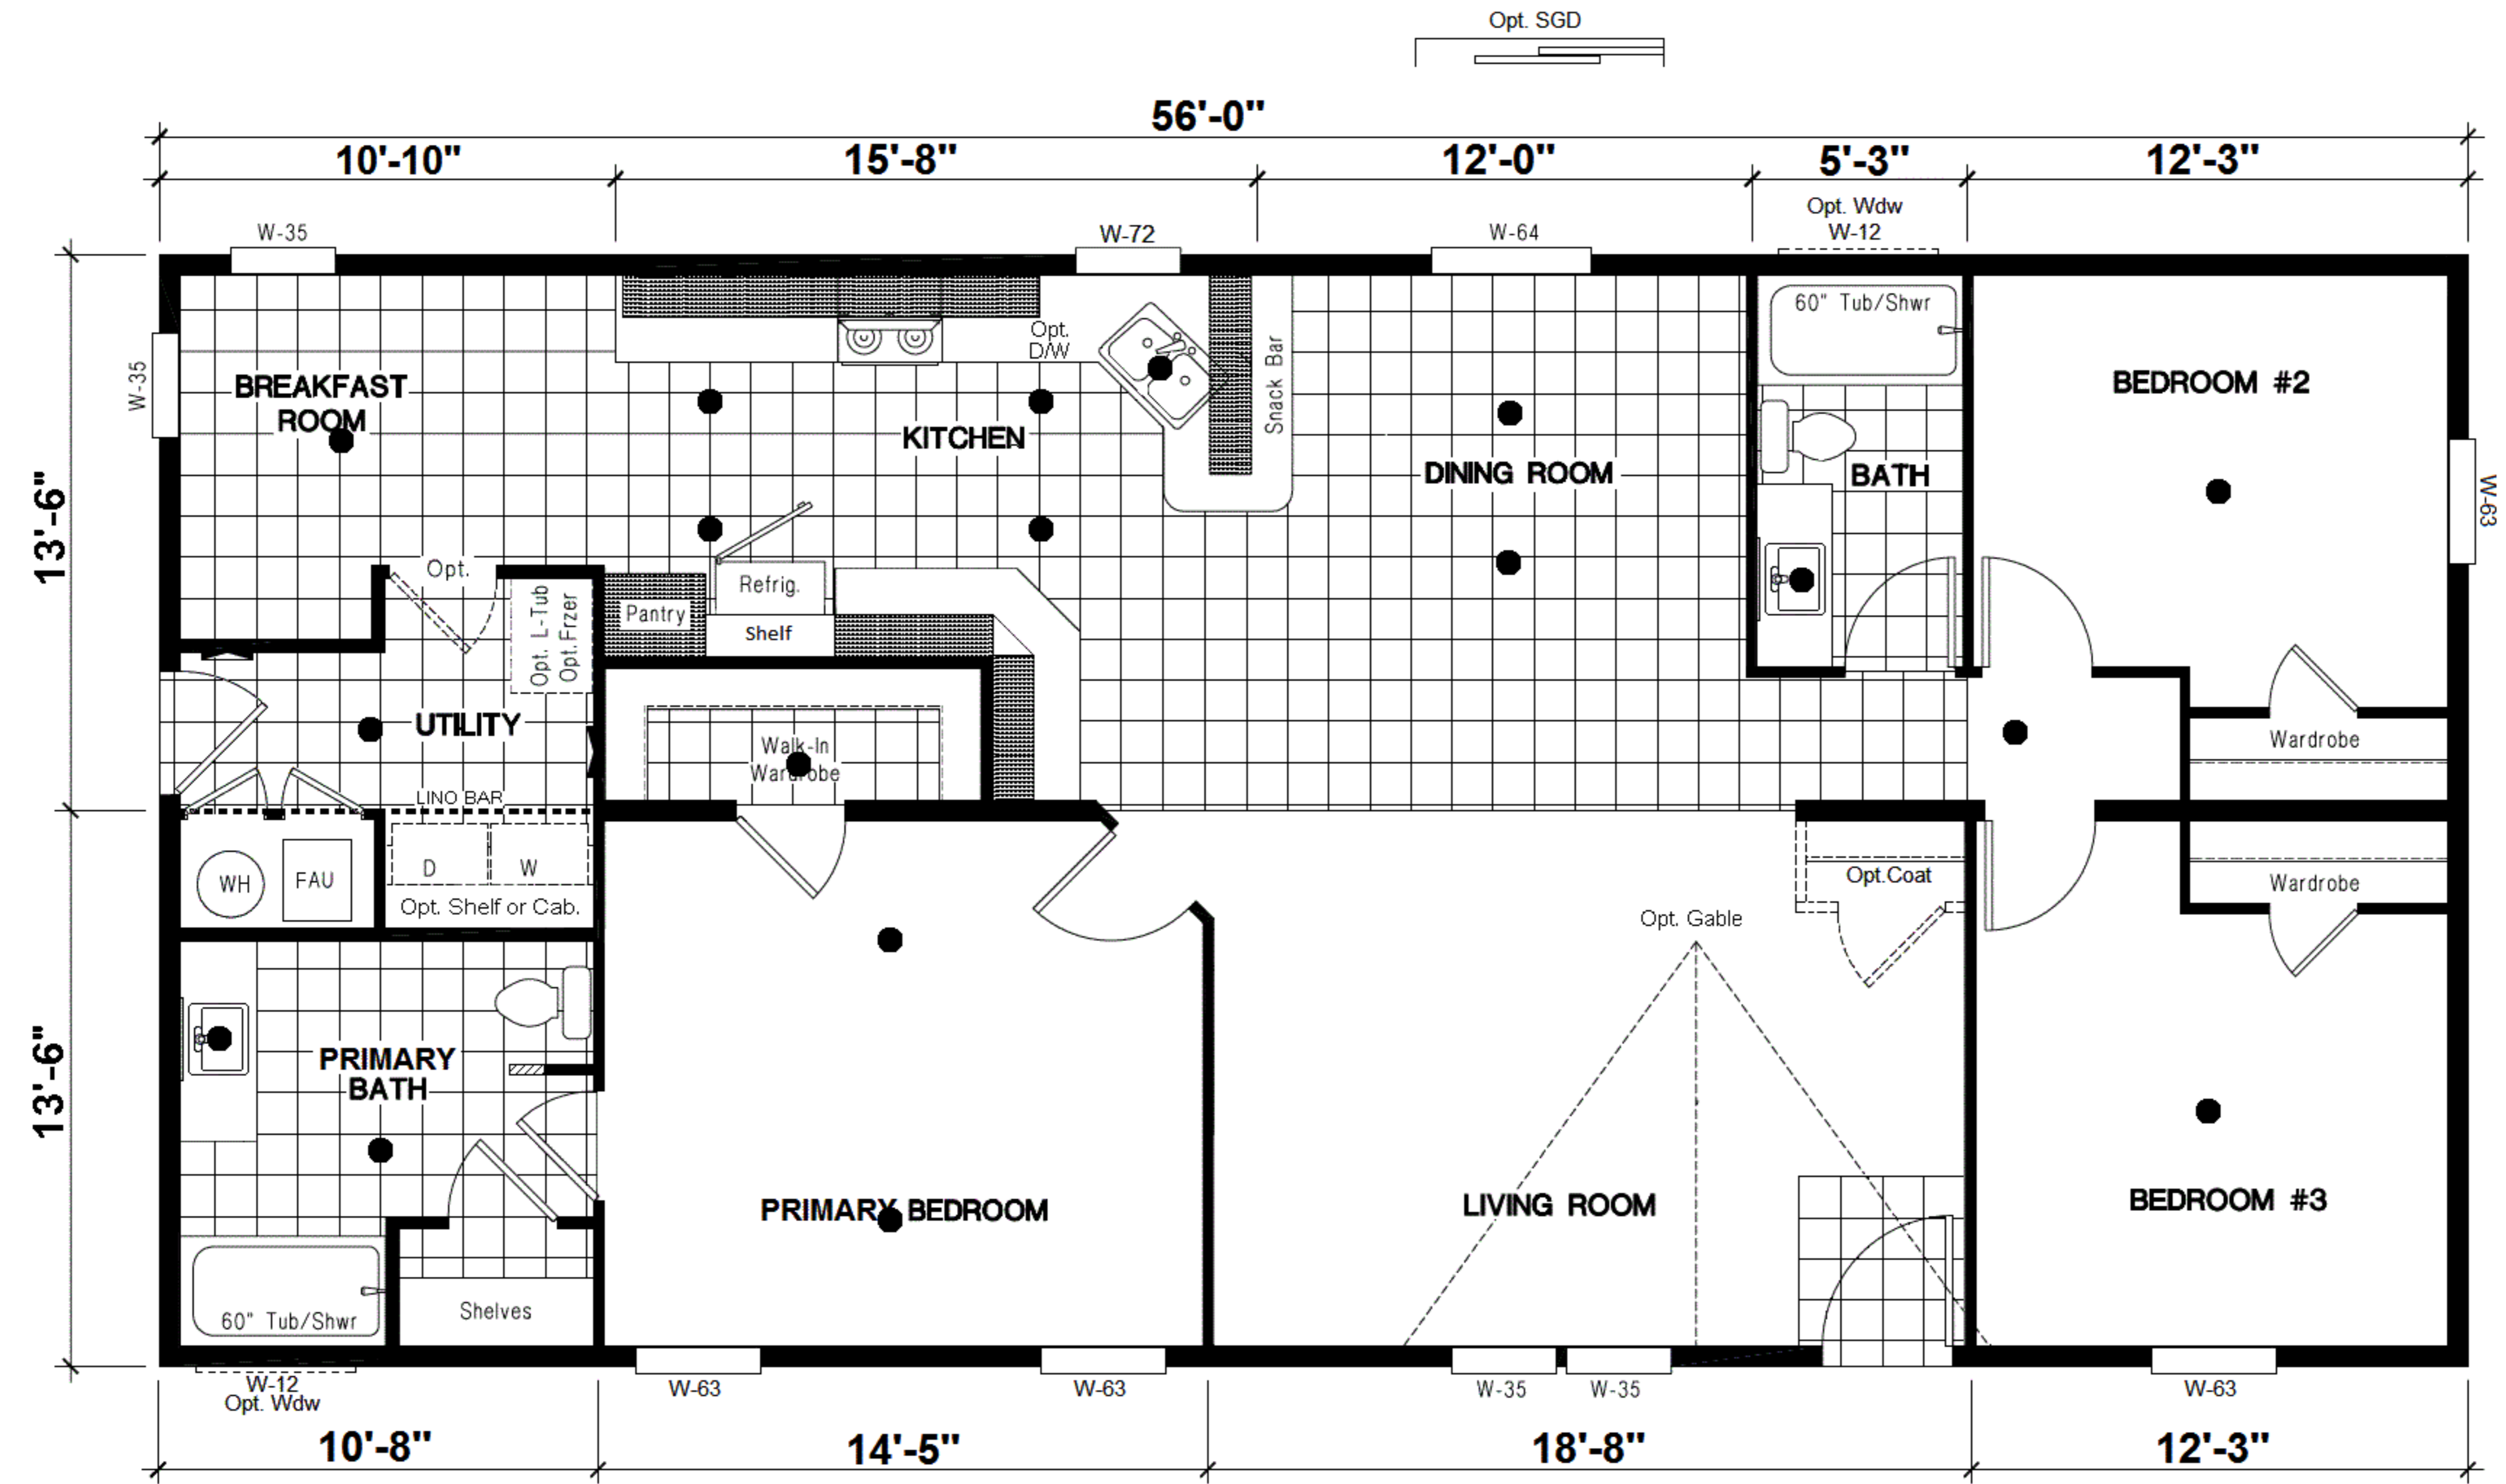 Opt. SGD
56'-0"
10'-10"
15'-8"
12'-0"
5'-3"
12'-3"
Opt. Wdw
W-12
W-35
W-72
W-64
60" Tub/Shwr
Opt.
D/W
Snack Bar
W-35
BREAKFAST
ROOM
KITCHEN
DINING ROOM
BATH
BEDROOM #2
W-63
13'-6"
Opt.
Opt. L-Tub
Opt.Frzer
Pantry
Refrig.
Shelf
UTILITY
Walk-In
Wardrobe
Wardrobe
LINO BAR
WH
FAU
D
W
Opt. Shelf or Cab.
Opt.Coat
Wardrobe
Opt. Gable
13'-6"
PRIMARY
BATH
PRIMARY BEDROOM
LIVING ROOM
BEDROOM #3
60" Tub/Shwr
Shelves
W-12
Opt. Wdw
W-63
W-63
W-35
W-35
W-63
10'-8"
14'-5"
18'-8"
12'-3"